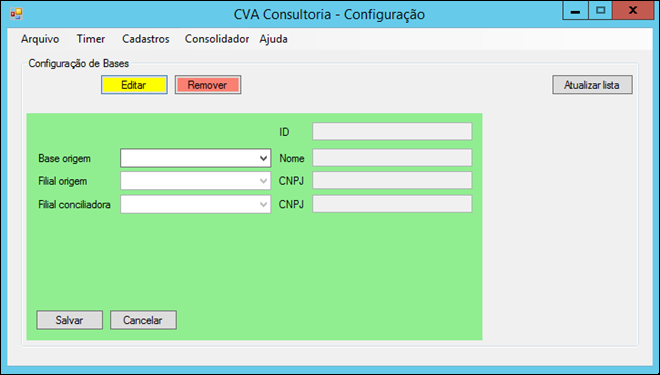 CVA Consultoria - Configuração
Arquivo Timer Cadastros Consolidador Ajuda
Configuração de Bases
Editar Remover Atualizar lista
ID
Base origem Nome
Filial origem CNPJ
Filial conciliadora CNPJ
Salvar Cancelar